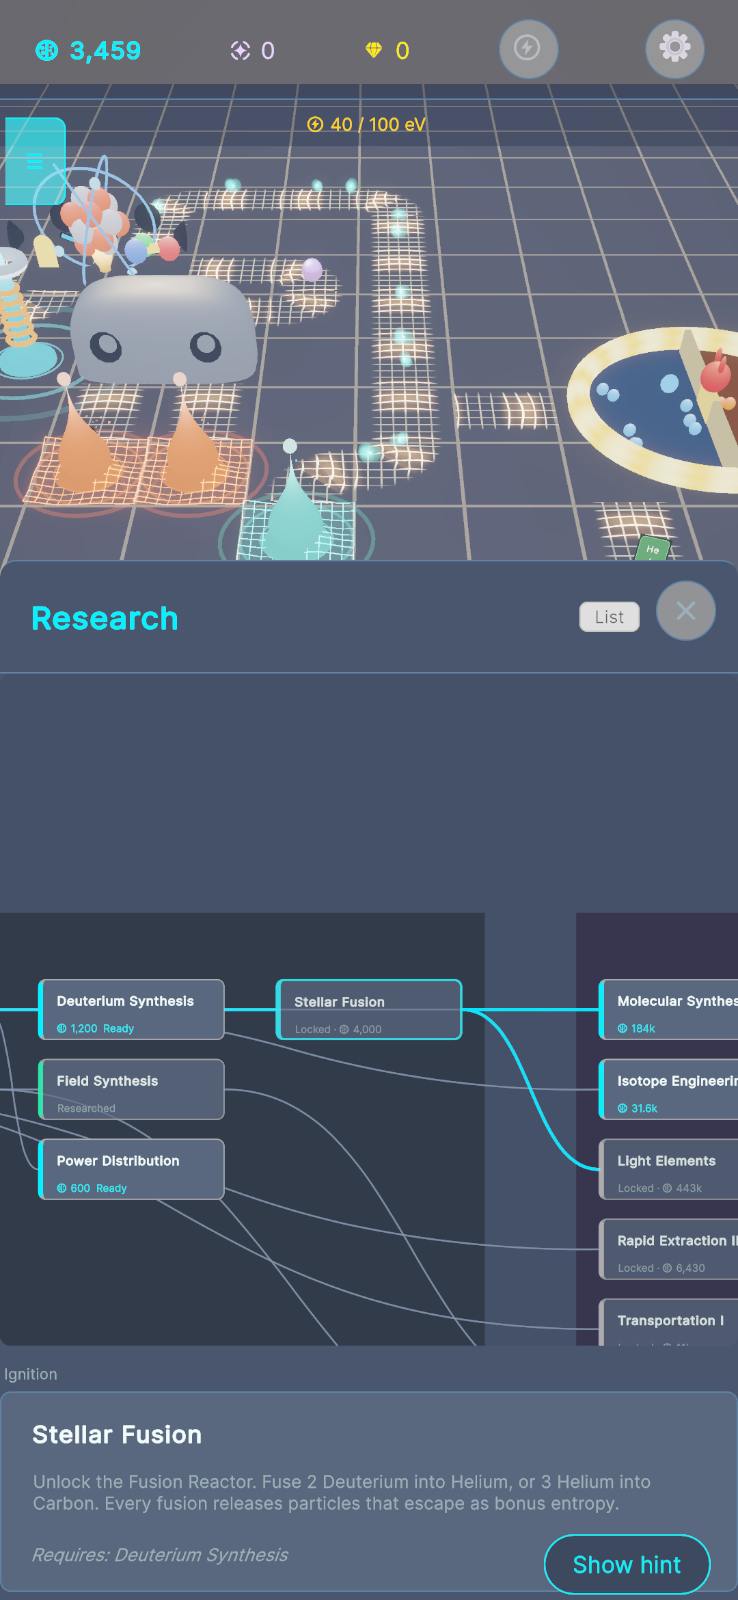 3,459
0
0
40 / 100 eV
He
Research
List
Deuterium Synthesis
1,200 Ready
Stellar Fusion
Locked · 4,000
Molecular Synthes
184k
Field Synthesis
Researched
Isotope Engineerin
31.6k
Power Distribution
600 Ready
Light Elements
Locked · 443k
Rapid Extraction II
Locked · 6,430
Transportation I
Ignition
Stellar Fusion
Unlock the Fusion Reactor. Fuse 2 Deuterium into Helium, or 3 Helium into
Carbon. Every fusion releases particles that escape as bonus entropy.
Requires: Deuterium Synthesis
Show hint